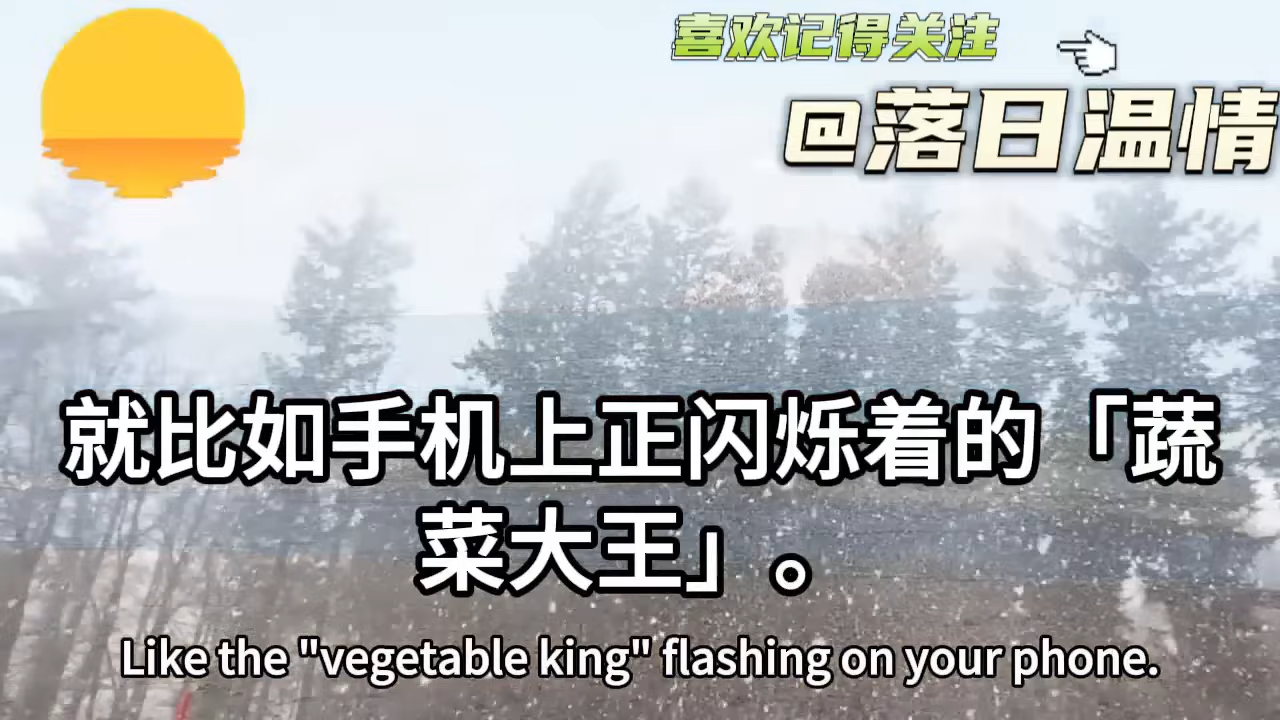 喜欢记得关注
@落日温情
就比如手机上正闪烁着的「蔬
菜大王」。
Like the "vegetable king" flashing on your phone.